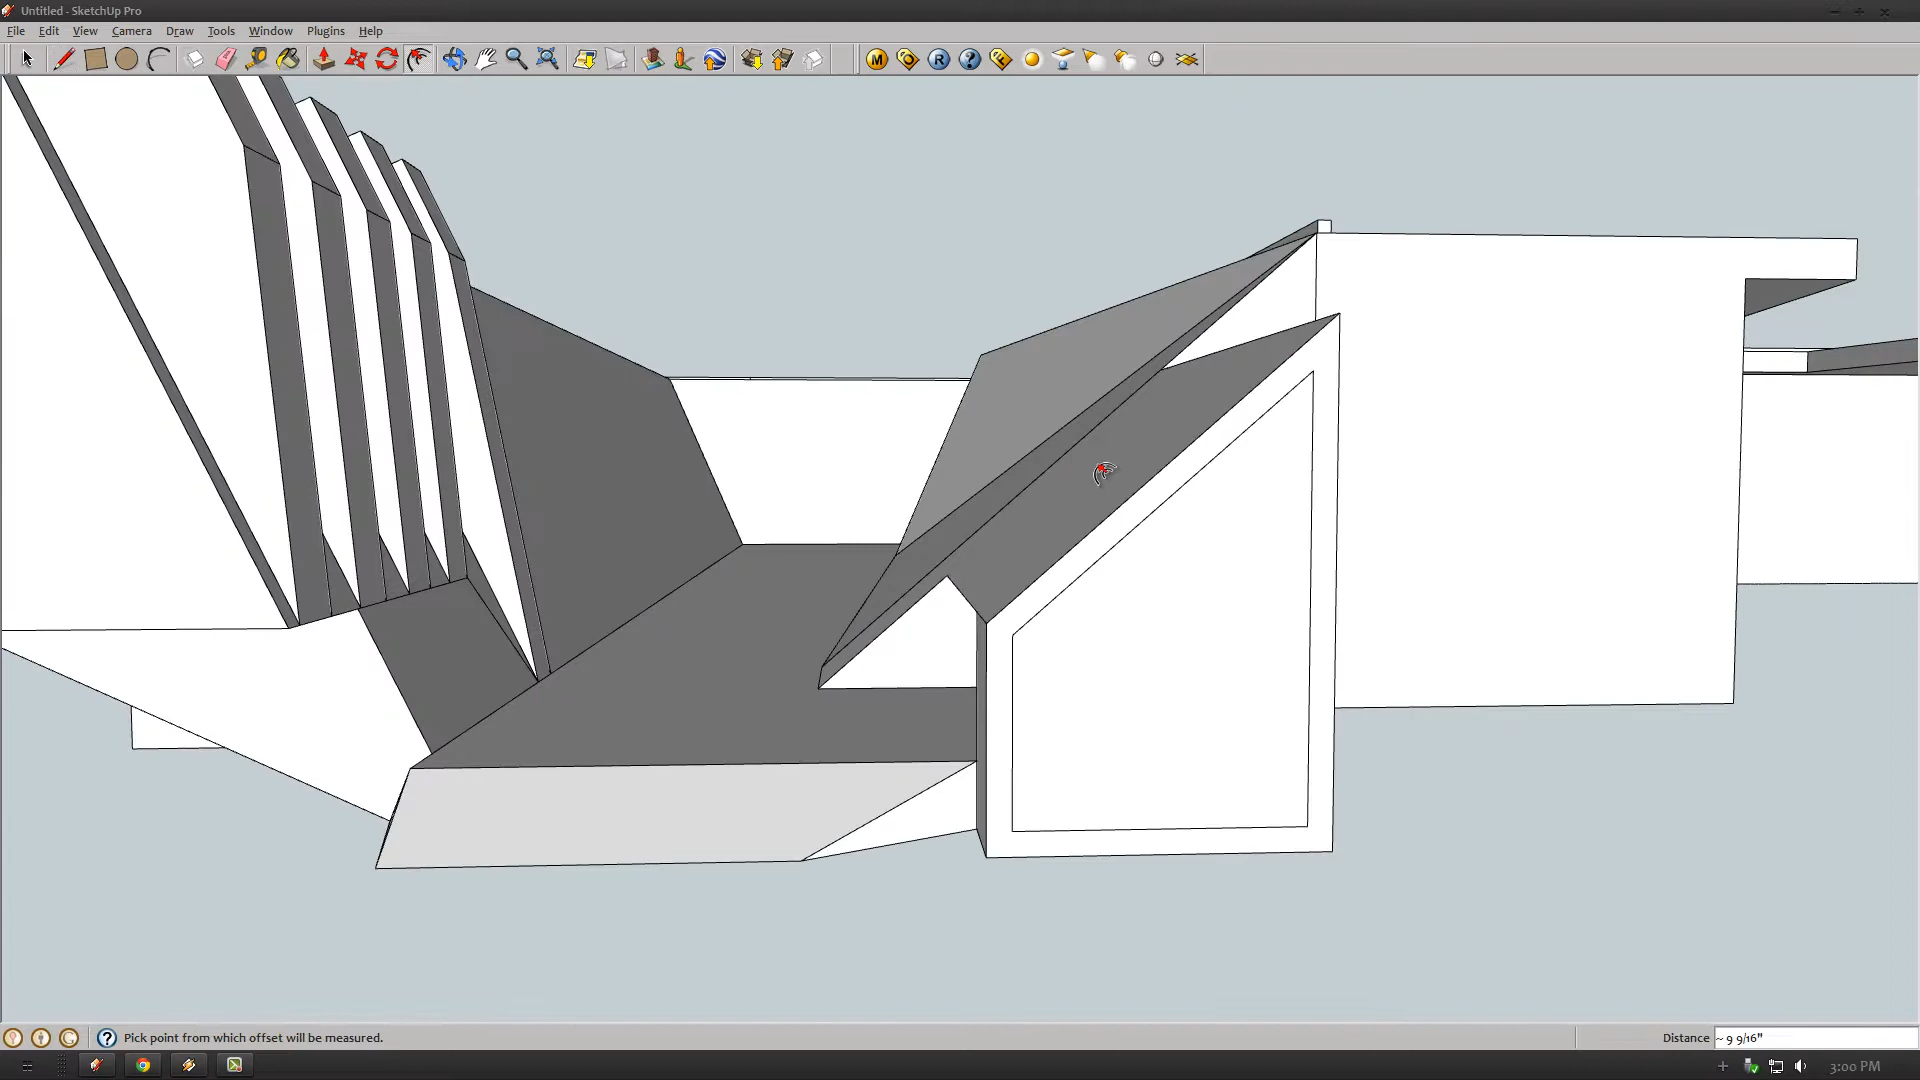 Untitled - SketchUp Pro
File Edit View Camera Draw Tools Window Plugins Help
M R ?
Pick point from which offset will be measured.
Distance ~ 9 9/16"
3:00 PM